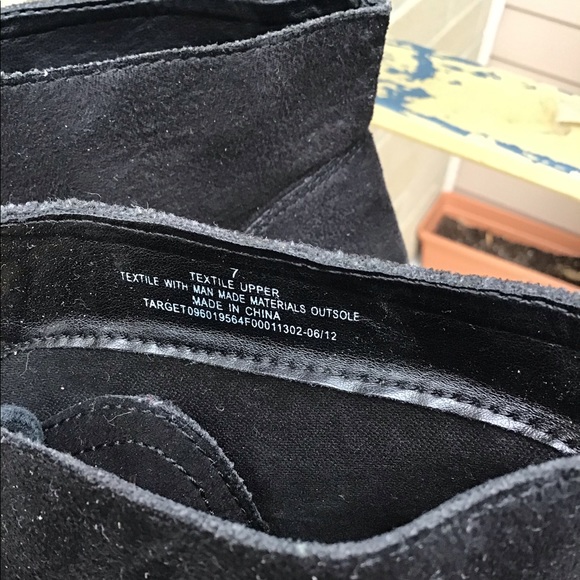 7
TEXTILE UPPER
TEXTILE WITH MAN MADE MATERIALS OUTSOLE
MADE IN CHINA
TARGET096019564F00011302-06/12